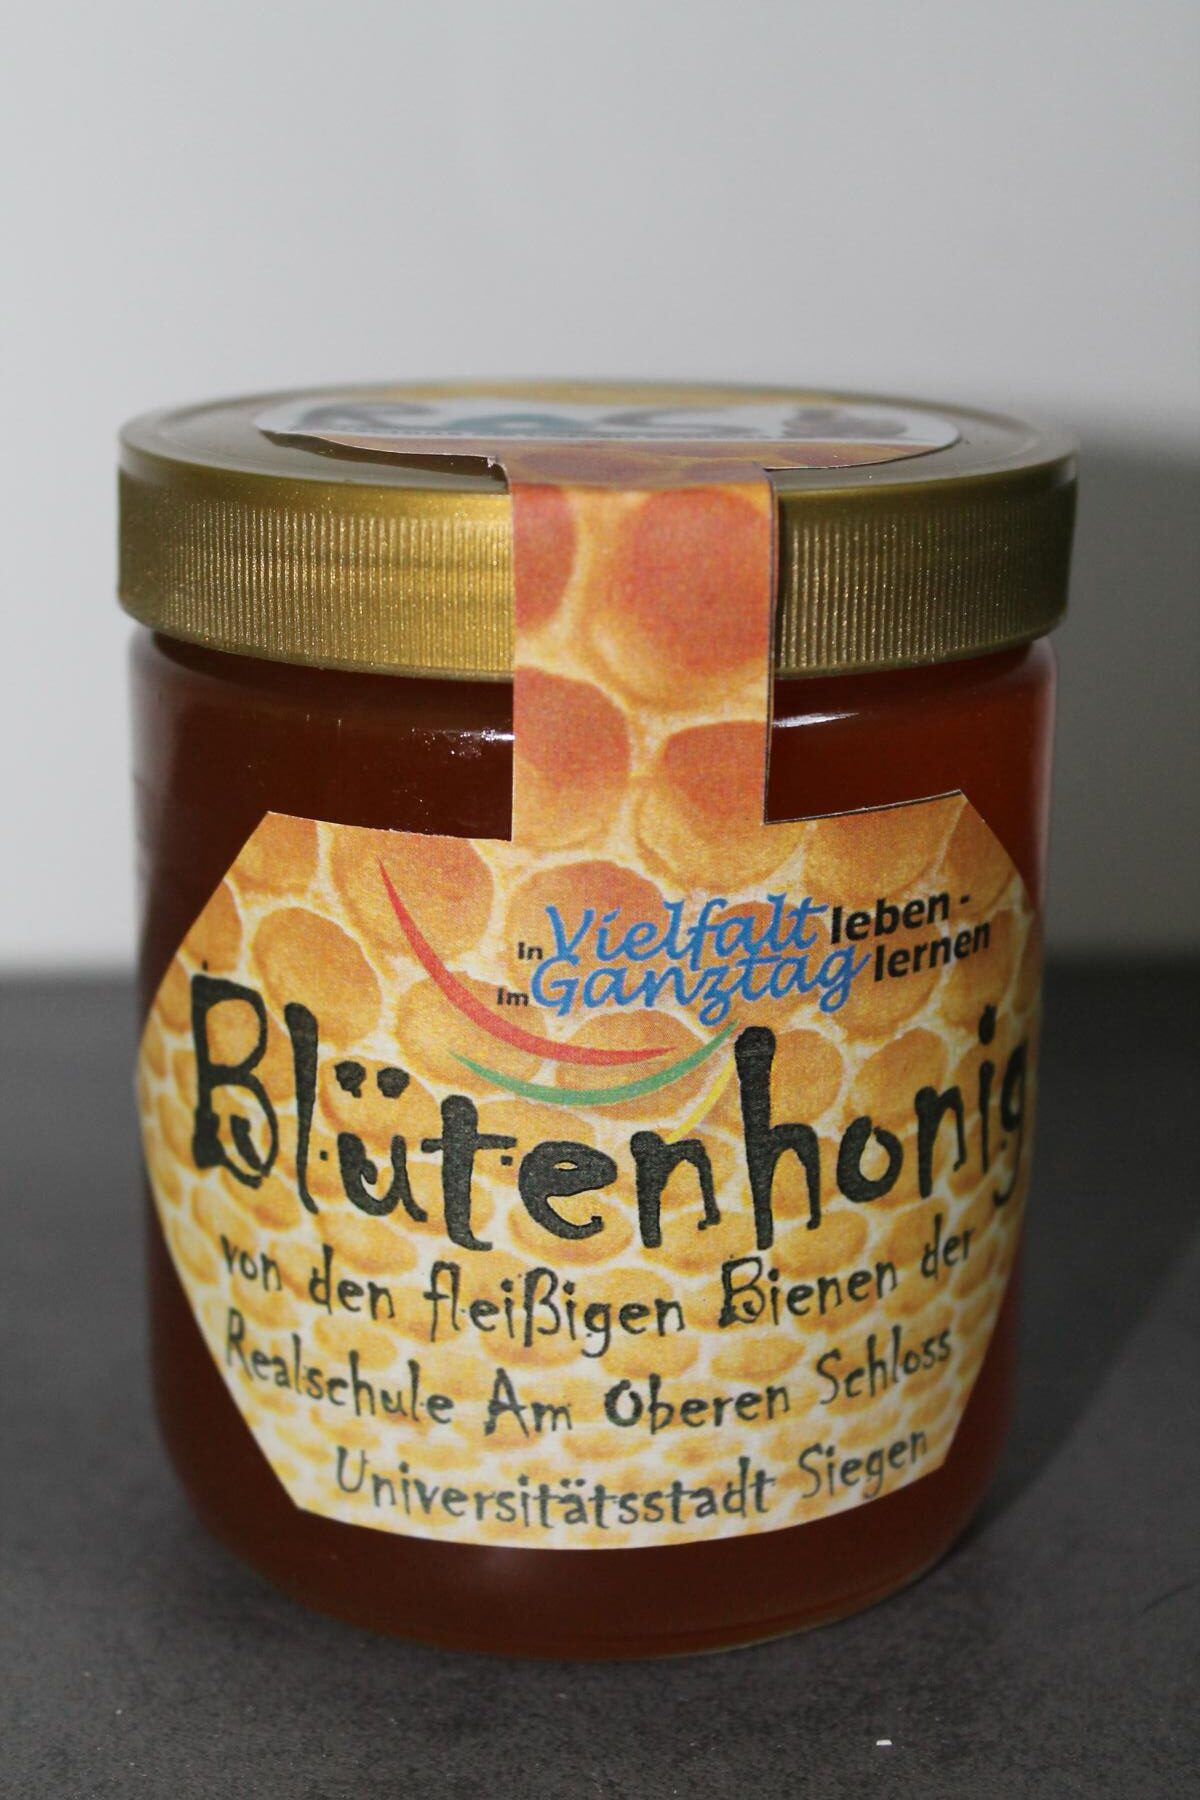 In Vielfalt leben -
im Ganztag lernen
Blütenhonig
von den fleißigen Bienen der
Realschule Am Oberen Schloss
Universitätsstadt Siegen